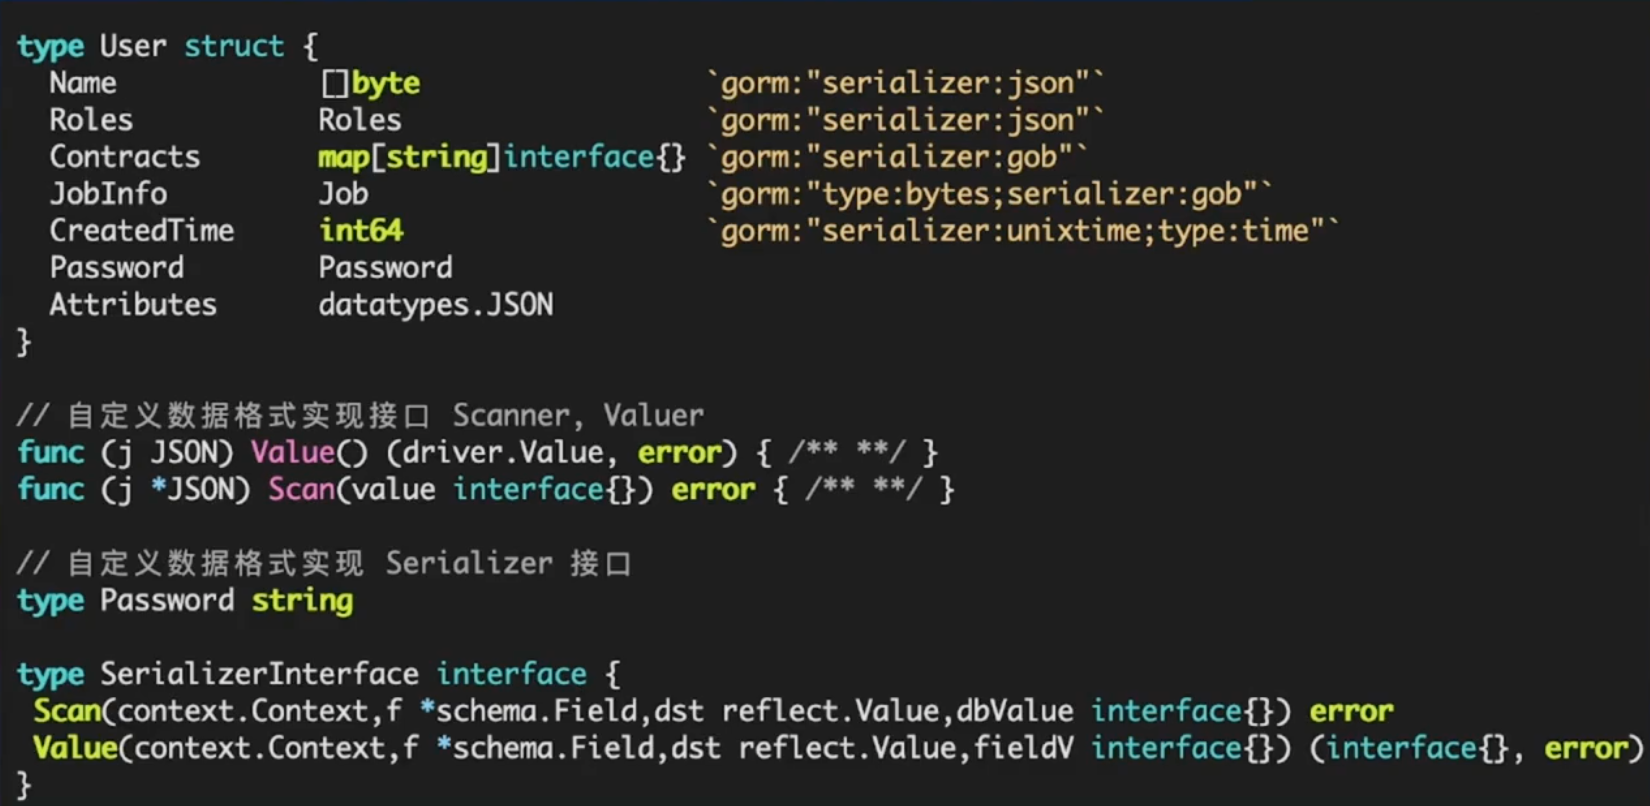 type User struct {
  Name            []byte                 `gorm:"serializer:json"`
  Roles           Roles                  `gorm:"serializer:json"`
  Contracts       map[string]interface{} `gorm:"serializer:gob"`
  JobInfo         Job                    `gorm:"type:bytes;serializer:gob"`
  CreatedTime     int64                  `gorm:"serializer:unixtime;type:time"`
  Password        Password
  Attributes      datatypes.JSON
}

// 自定义数据格式实现接口 Scanner, Valuer
func (j JSON) Value() (driver.Value, error) { /** **/ }
func (j *JSON) Scan(value interface{}) error { /** **/ }

// 自定义数据格式实现 Serializer 接口
type Password string

type SerializerInterface interface {
 Scan(context.Context,f *schema.Field,dst reflect.Value,dbValue interface{}) error
 Value(context.Context,f *schema.Field,dst reflect.Value,fieldV interface{}) (interface{}, error)
}